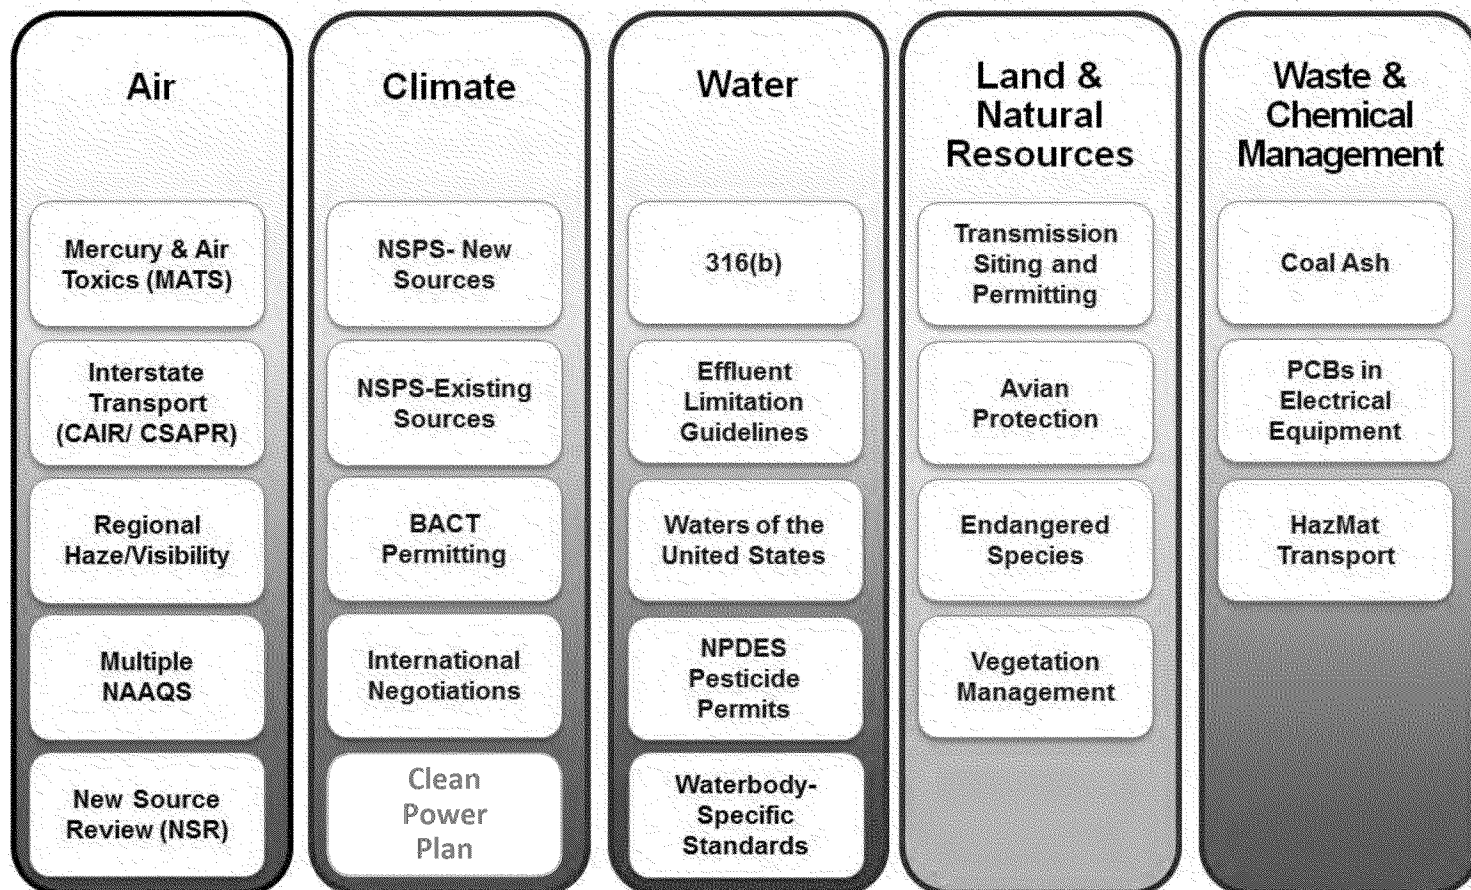 Air
Mercury & Air
Toxics (MATS)
Interstate
Transport
(CAIR/ CSAPR)
Regional
Haze/Visibility
Multiple
NAAQS
New Source
Review (NSR)
Climate
NSPS- New
Sources
NSPS-Existing
Sources
BACT
Permitting
International
Negotiations
Clean
Power
Plan
Water
316(b)
Effluent
Limitation
Guidelines
Waters of the
United States
NPDES
Pesticide
Permits
Waterbody-
Specific
Standards
Land &
Natural
Resources
Transmission
Siting and
Permitting
Avian
Protection
Endangered
Species
Vegetation
Management
Waste &
Chemical
Management
Coal Ash
PCBs in
Electrical
Equipment
HazMat
Transport